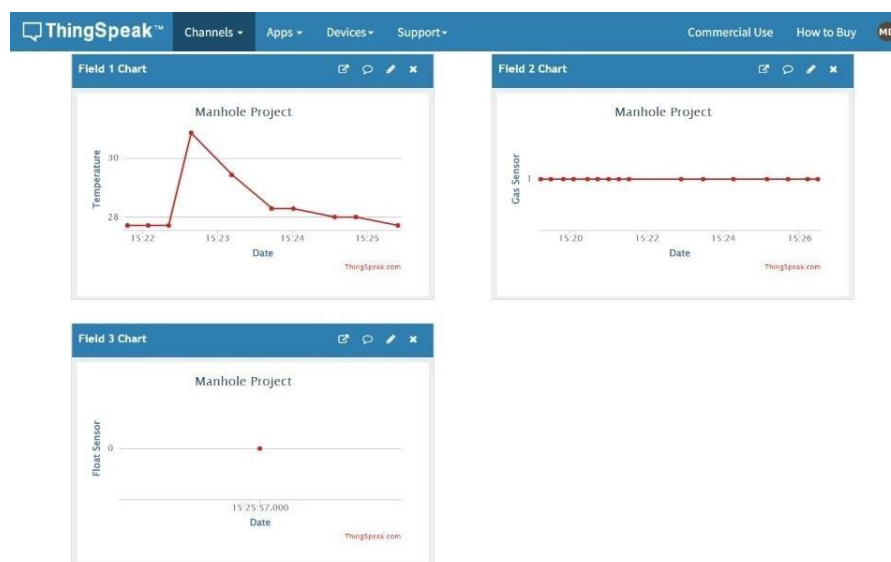 ThingSpeak™ Channels Apps Devices Support Commercial Use How to Buy MD
Field 1 Chart
Manhole Project
Temperature
30
28
15:22 15:23 15:24 15:25
Date
ThingSpeak.com
Field 2 Chart
Manhole Project
Gas Sensor
1
15:20 15:22 15:24 15:26
Date
ThingSpeak.com
Field 3 Chart
Manhole Project
Float Sensor
0
15:25:57.000
Date
ThingSpeak.com